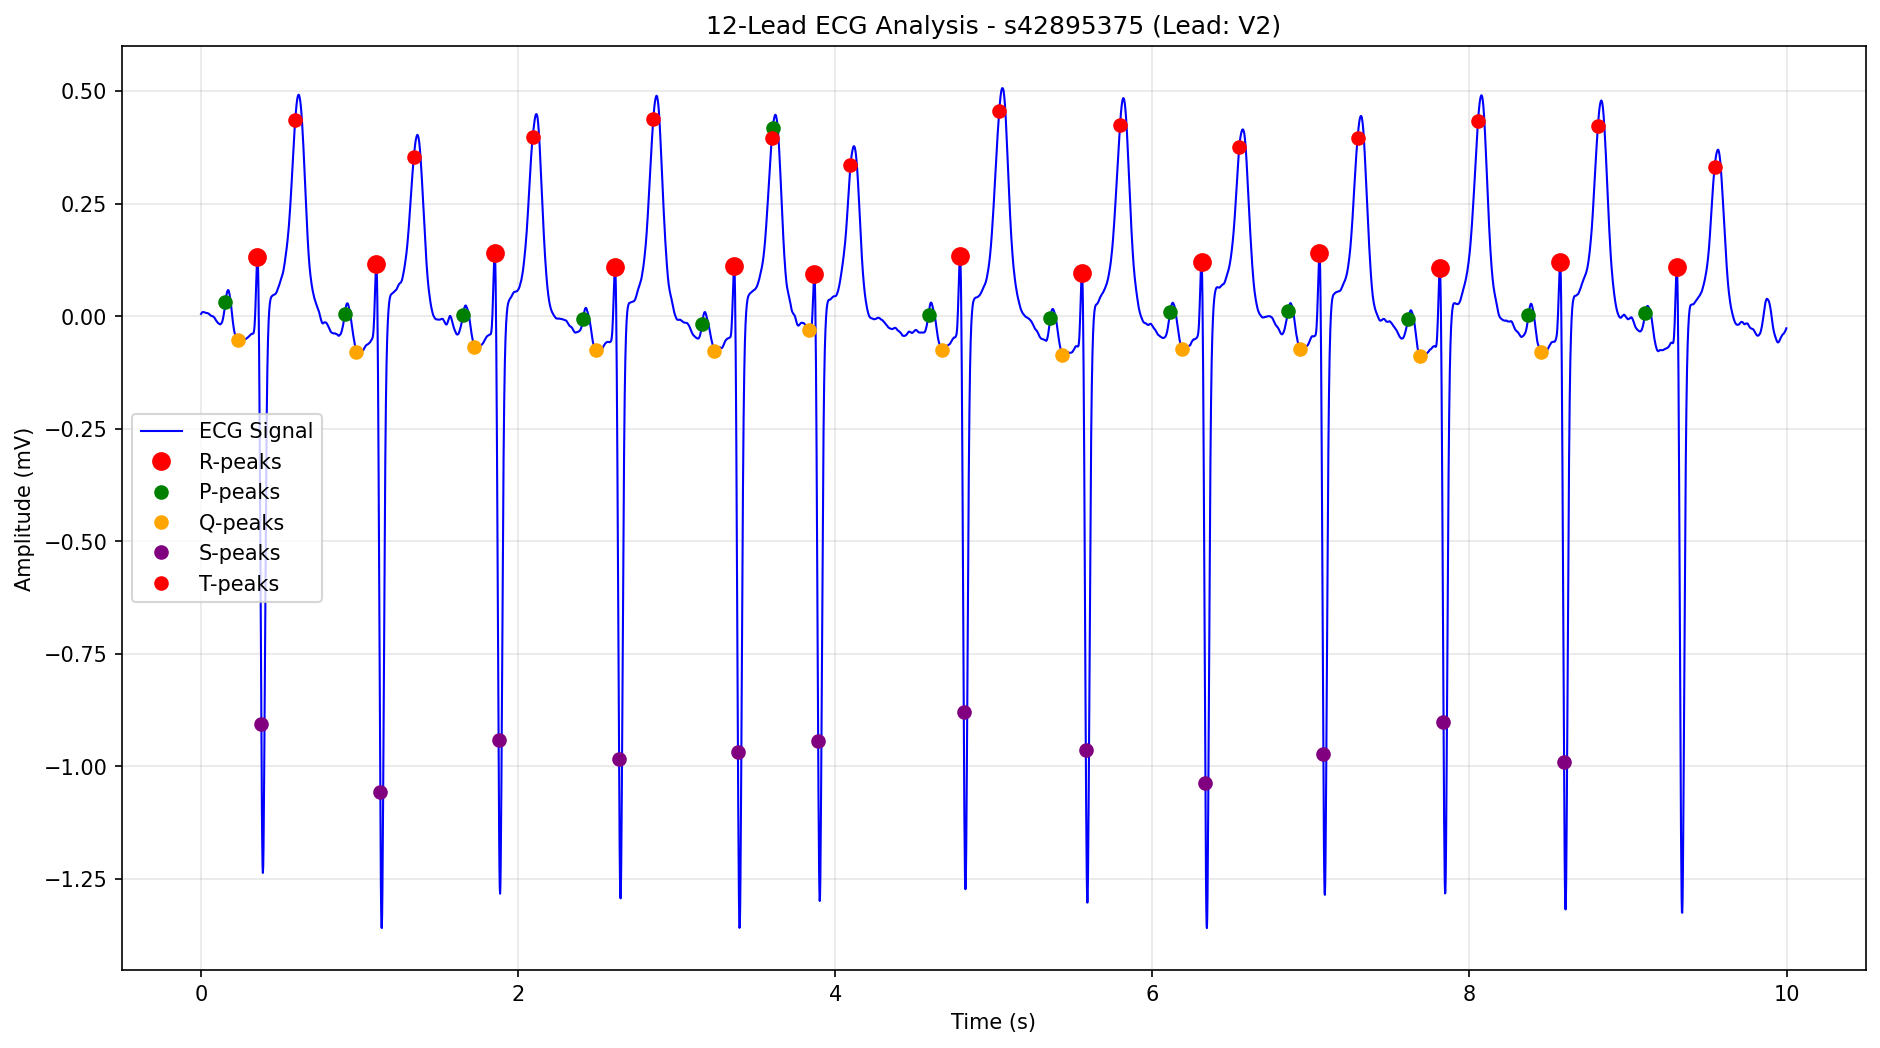 12-Lead ECG Analysis - s42895375 (Lead: V2)
Amplitude (mV)
0.50
0.25
0.00
−0.25
−0.50
−0.75
−1.00
−1.25
ECG Signal
R-peaks
P-peaks
Q-peaks
S-peaks
T-peaks
0 2 4 6 8 10
Time (s)